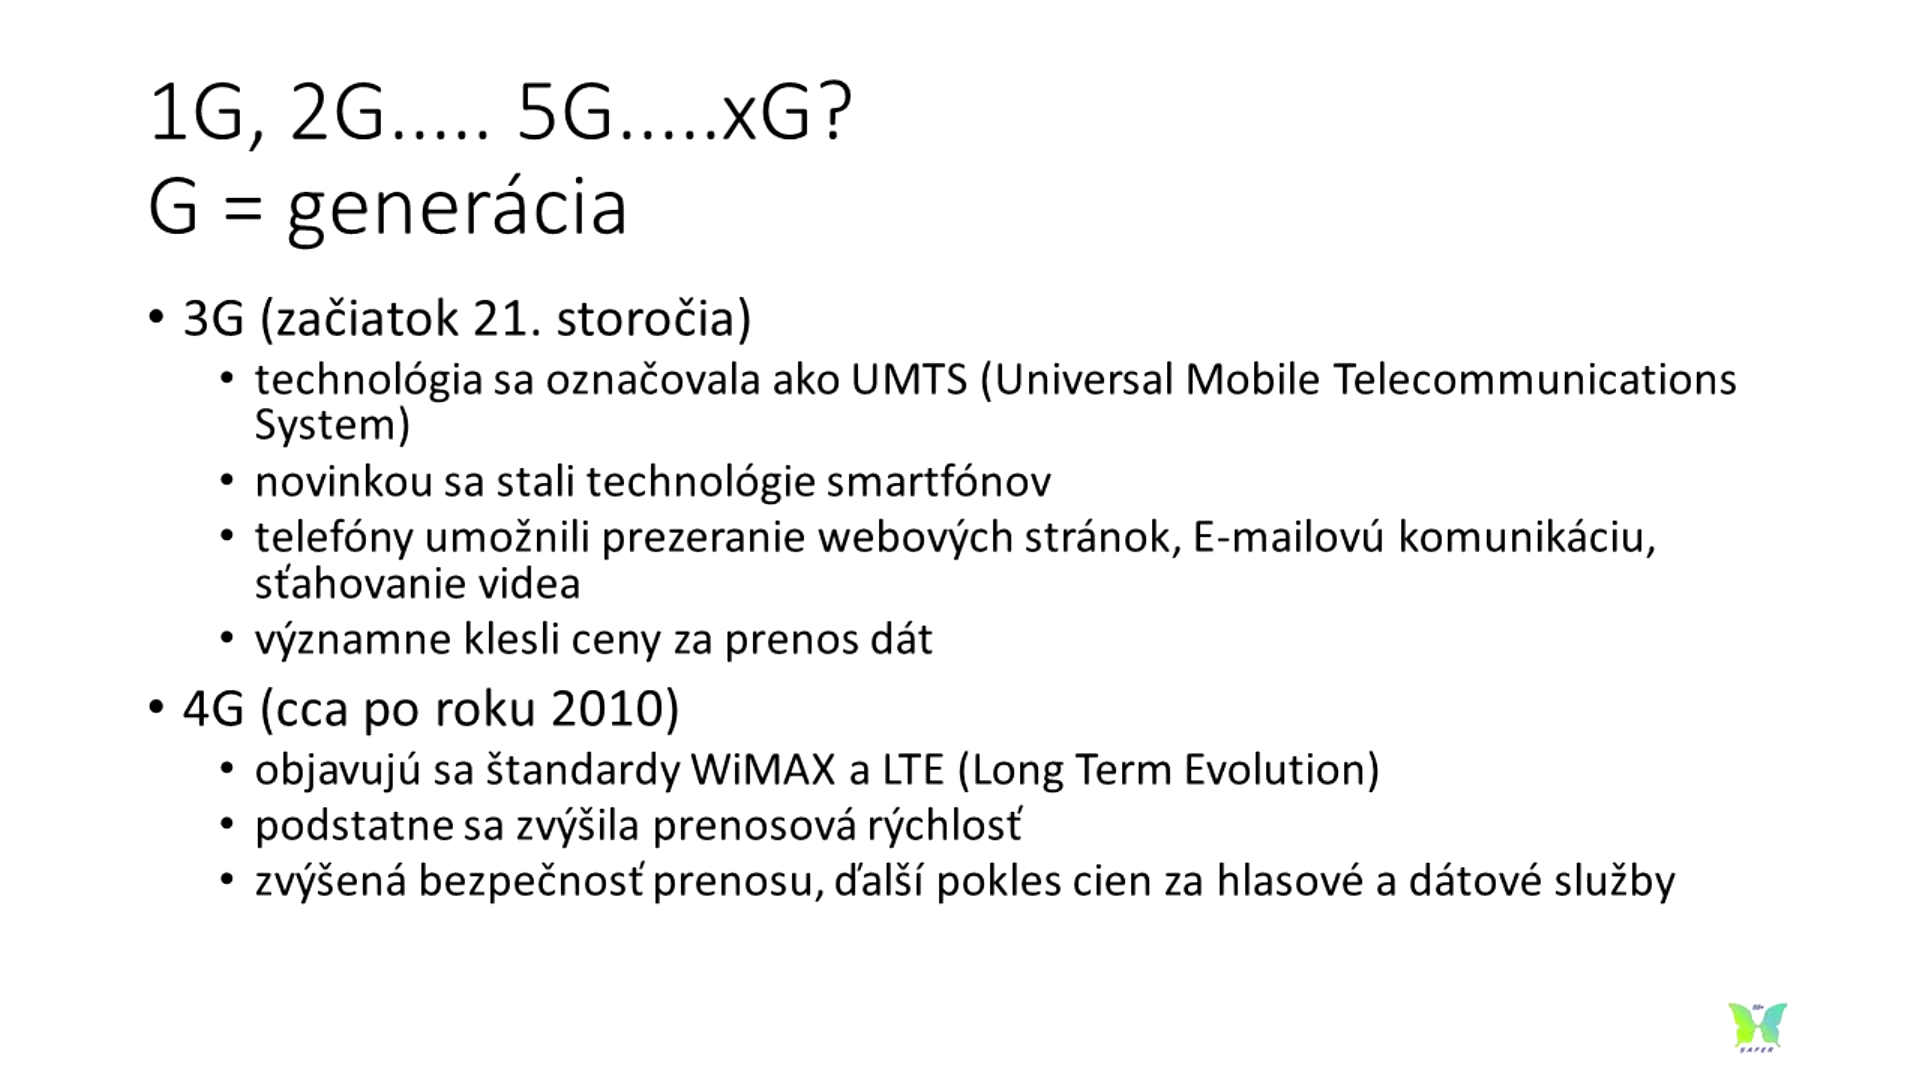 1G, 2G..... 5G.....xG?
G = generácia
• 3G (začiatok 21. storočia)
• technológia sa označovala ako UMTS (Universal Mobile Telecommunications
System)
• novinkou sa stali technológie smartfónov
• telefóny umožnili prezeranie webových stránok, E-mailovú komunikáciu,
sťahovanie videa
• významne klesli ceny za prenos dát
• 4G (cca po roku 2010)
• objavujú sa štandardy WiMAX a LTE (Long Term Evolution)
• podstatne sa zvýšila prenosová rýchlosť
• zvýšená bezpečnosť prenosu, ďalší pokles cien za hlasové a dátové služby
SAFER